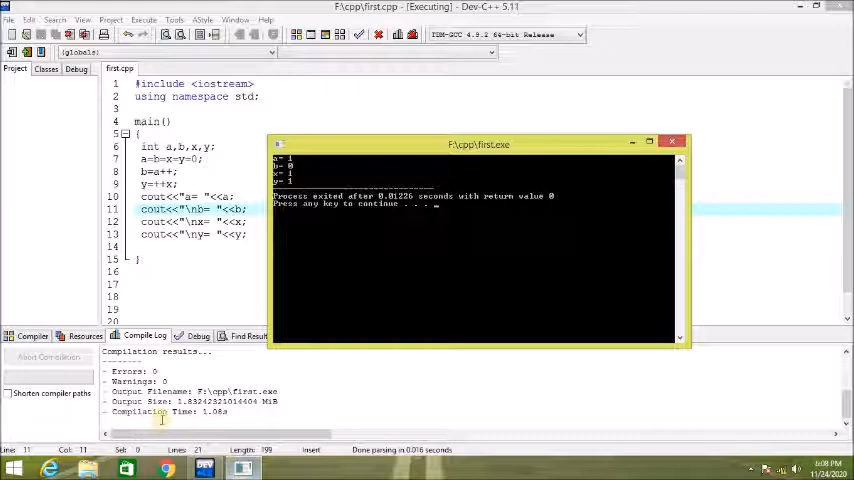 F:\cpp\first.cpp - [Executing] - Dev-C++ 5.11
File Edit Search View Project Execute Tools AStyle Window Help
TDM-GCC 4.9.2 64-bit Release
(globals)
Project Classes Debug
first.cpp
1 #include <iostream>
2 using namespace std;
3
4 main()
5 {
6 int a,b,x,y;
7 a=b=x=y=0;
8 b=a++;
9 y=++x;
10 cout<<"a= "<<a;
11 cout<<"\nb= "<<b;
12 cout<<"\nx= "<<x;
13 cout<<"\ny= "<<y;
14
15 }
16
17
18
19
20
F:\cpp\first.exe
a= 1
b= 0
x= 1
y= 1
--------------------------------
Process exited after 0.01226 seconds with return value 0
Press any key to continue . . .
Compiler Resources Compile Log Debug Find Results
Abort Compilation
Shorten compiler paths
Compilation results...
--------
- Errors: 0
- Warnings: 0
- Output Filename: F:\cpp\first.exe
- Output Size: 1.83242321014404 MiB
- Compilation Time: 1.08s
Line: 11 Col: 11 Sel: 0 Lines: 21 Length: 199 Insert Done parsing in 0.016 seconds
DEV
6:08 PM
11/24/2020